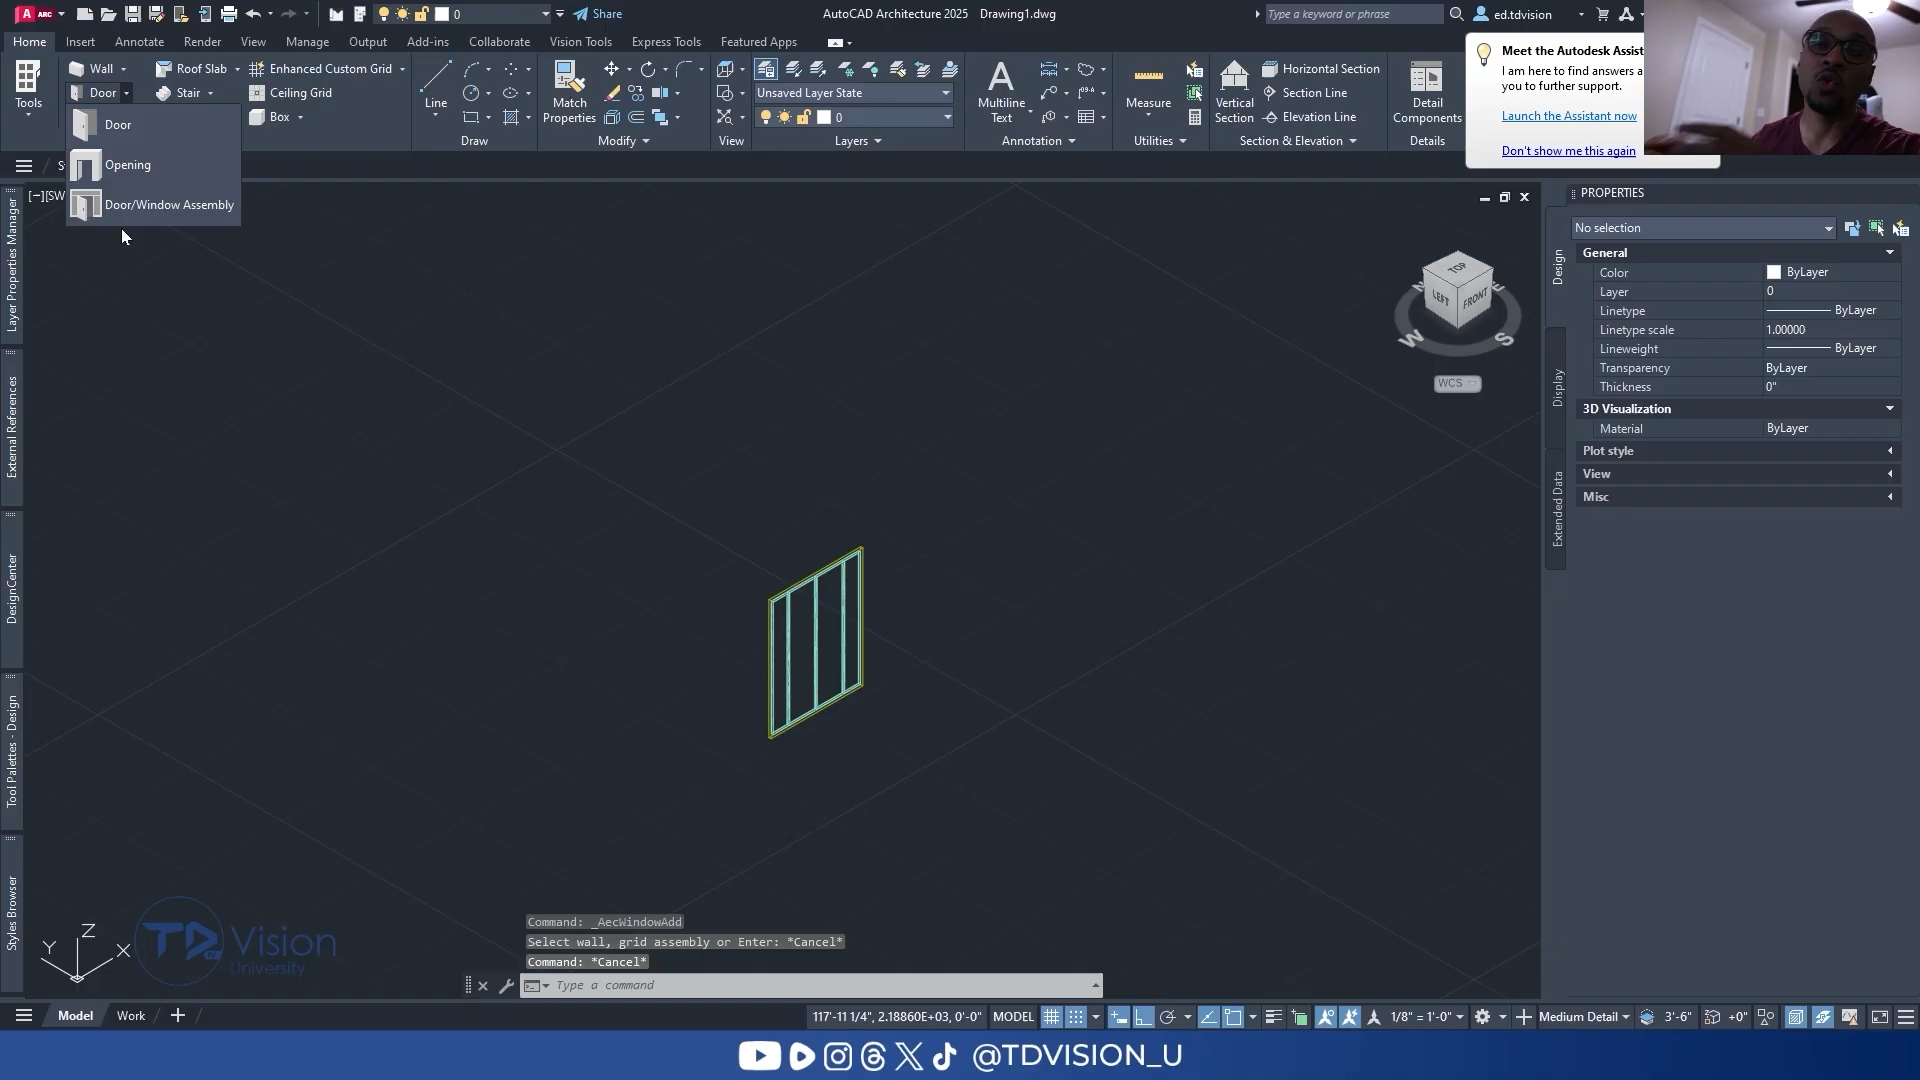 A ARC
0
Share
AutoCAD Architecture 2025 Drawing1.dwg
Type a keyword or phrase
ed.tdvision
Home Insert Annotate Render View Manage Output Add-ins Collaborate Vision Tools Express Tools Featured Apps
Tools
Wall
Roof Slab
Enhanced Custom Grid
Door
Stair
Ceiling Grid
Box
Line
Draw
Match
Properties
Modify
View
Unsaved Layer State
0
Layers
Multiline
Text
Annotation
Measure
Utilities
Vertical
Section
Horizontal Section
Section Line
Elevation Line
Section & Elevation
Detail
Components
Details
Meet the Autodesk Assist
I am here to find answers a
you to further support.
Launch the Assistant now
Don't show me this again
Door
Opening
Door/Window Assembly
[−][SW
Layer Properties Manager
External References
DesignCenter
Tool Palettes - Design
Styles Browser
TOP
LEFT
FRONT
N
E
W
S
WCS
PROPERTIES
No selection
Design
Display
Extended Data
General
Color ByLayer
Layer 0
Linetype ByLayer
Linetype scale 1.00000
Lineweight ByLayer
Transparency ByLayer
Thickness 0"
3D Visualization
Material ByLayer
Plot style
View
Misc
Z
Y
X
TD Vision
University
Command: _AecWindowAdd
Select wall, grid assembly or Enter: *Cancel*
Command: *Cancel*
Type a command
Model Work
117'-11 1/4", 2.18860E+03, 0'-0" MODEL
1/8" = 1'-0"
Medium Detail
3'-6"
+0"
@TDVISION_U